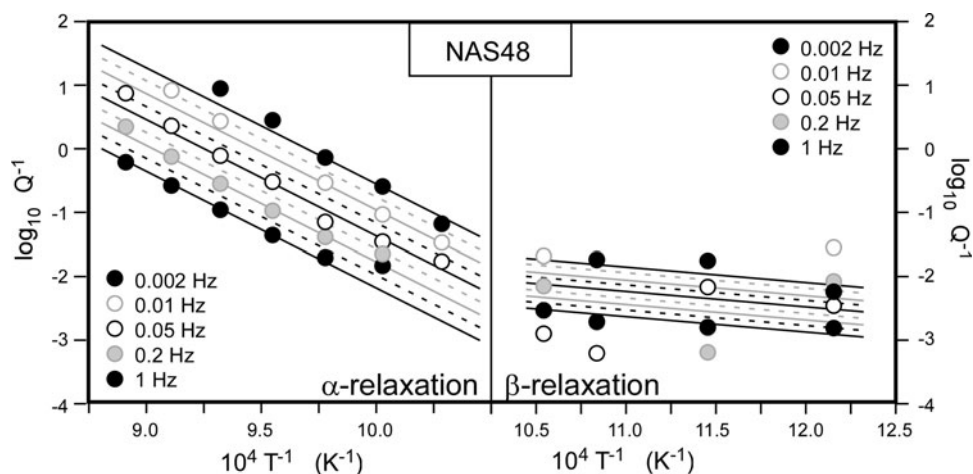 NAS48
2
1
0
-1
-2
-3
-4
log10 Q-1
0.002 Hz
0.01 Hz
0.05 Hz
0.2 Hz
1 Hz
α-relaxation
9.0
9.5
10.0
10⁴ T⁻¹ (K⁻¹)
0.002 Hz
0.01 Hz
0.05 Hz
0.2 Hz
1 Hz
β-relaxation
10.5
11.0
11.5
12.0
12.5
10⁴ T⁻¹ (K⁻¹)
2
1
0
-1
-2
-3
-4
log₁₀ Q⁻¹